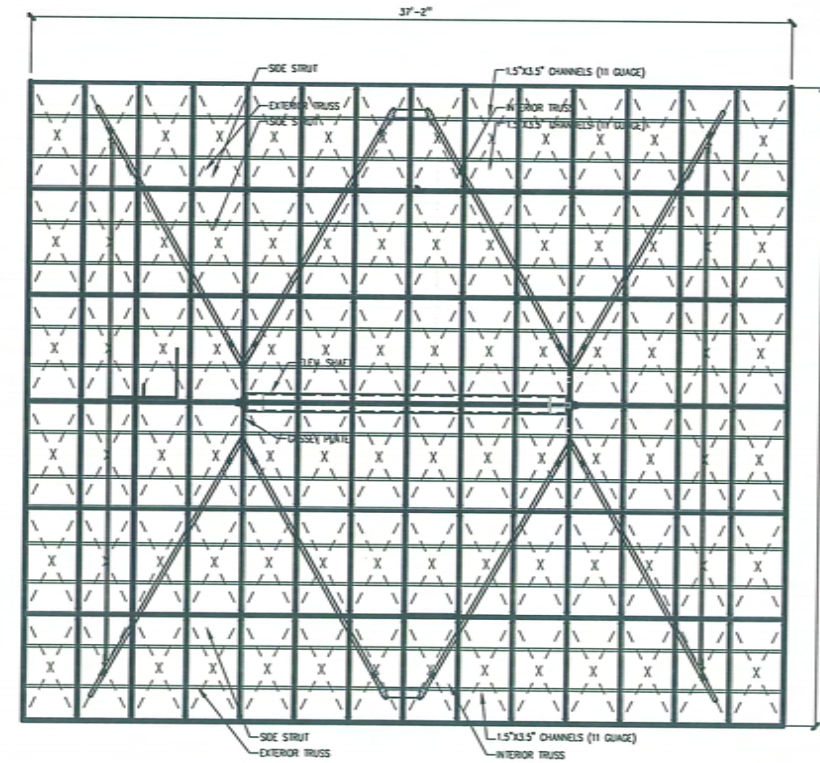 37'-2"
SIDE STRUT
1.5"X3.5" CHANNELS (11 GUAGE)
EXTERIOR TRUSS
INTERIOR TRUSS
SIDE STRUT
1.5"X3.5" CHANNELS (11 GUAGE)
ELEV. SHAFT
GUSSEY PLATE
SIDE STRUT
1.5"X3.5" CHANNELS (11 GUAGE)
EXTERIOR TRUSS
INTERIOR TRUSS